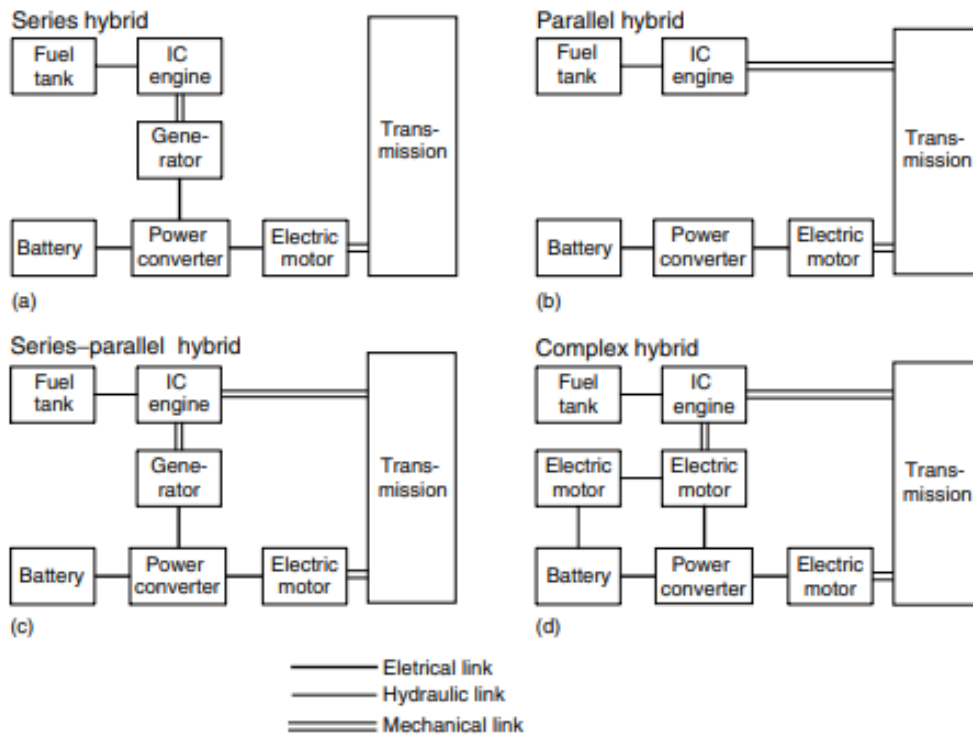 Series hybrid
Fuel
tank
IC
engine
Gene-
rator
Trans-
mission
Battery
Power
converter
Electric
motor
(a)
Parallel hybrid
Fuel
tank
IC
engine
Trans-
mission
Battery
Power
converter
Electric
motor
(b)
Series–parallel hybrid
Fuel
tank
IC
engine
Gene-
rator
Trans-
mission
Battery
Power
converter
Electric
motor
(c)
Complex hybrid
Fuel
tank
IC
engine
Electric
motor
Electric
motor
Trans-
mission
Battery
Power
converter
Electric
motor
(d)
Eletrical link
Hydraulic link
Mechanical link